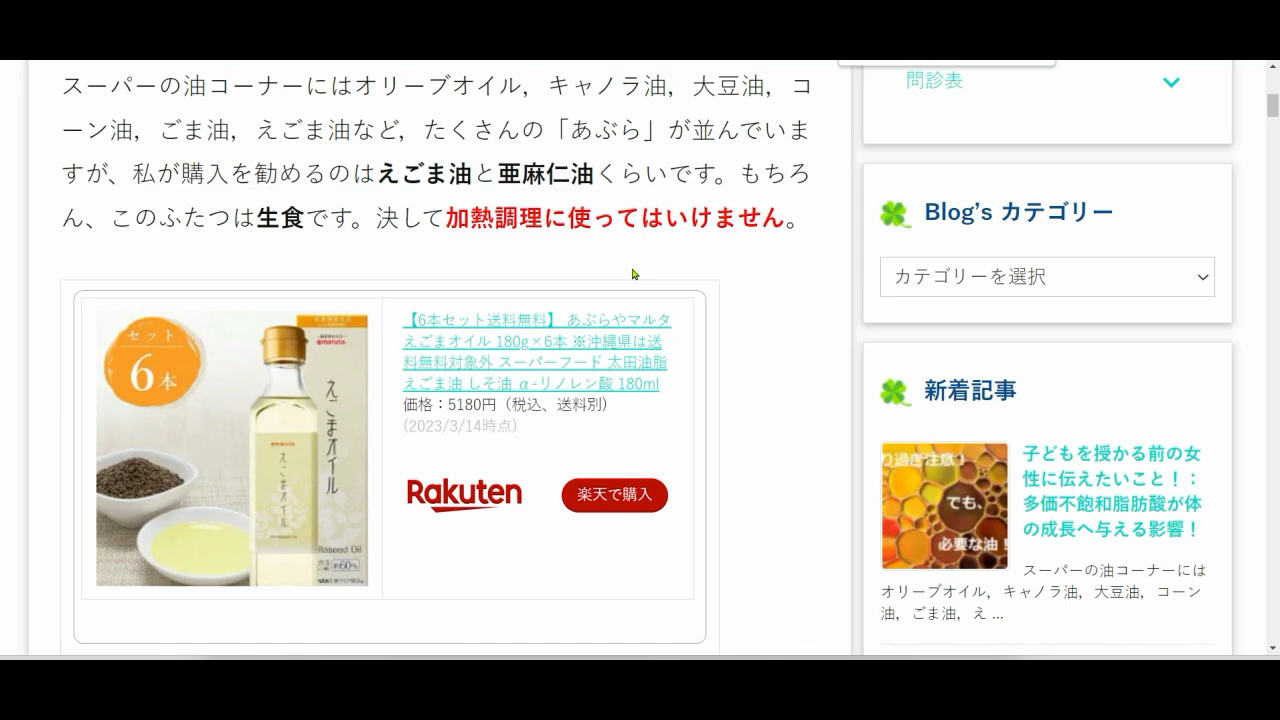 スーパーの油コーナーにはオリーブオイル，キャノラ油，大豆油，コ
ーン油，ごま油，えごま油など，たくさんの「あぶら」が並んでいま
すが、私が購入を勧めるのはえごま油と亜麻仁油くらいです。もちろ
ん、このふたつは生食です。決して加熱調理に使ってはいけません。
セット
6本
maruta
えごまオイル
maruta
えごまオイル
【6本セット送料無料】 あぶらやマルタ
えごまオイル 180g×6本 ※沖縄県は送
料無料対象外 スーパーフード 太田油脂
えごま油 しそ油 α-リノレン酸 180ml
価格：5180円（税込、送料別）
(2023/3/14時点)
Rakuten
楽天で購入
問診表
Blog's カテゴリー
カテゴリーを選択
新着記事
り過ぎ注意！
でも、
必要な油！
子どもを授かる前の女
性に伝えたいこと！：
多価不飽和脂肪酸が体
の成長へ与える影響！
スーパーの油コーナーには
オリーブオイル，キャノラ油，大豆油，コーン
油，ごま油，え ...